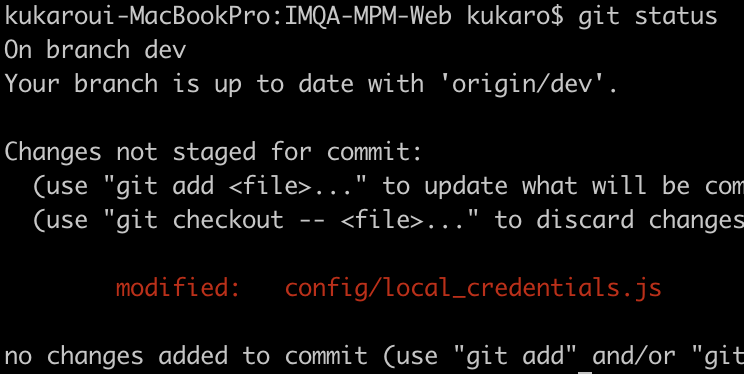 kukaroui-MacBookPro:IMQA-MPM-Web kukaro$ git status
On branch dev
Your branch is up to date with 'origin/dev'.
Changes not staged for commit:
(use "git add <file>..." to update what will be com
(use "git checkout -- <file>..." to discard changes
modified: config/local_credentials.js
no changes added to commit (use "git add" and/or "git